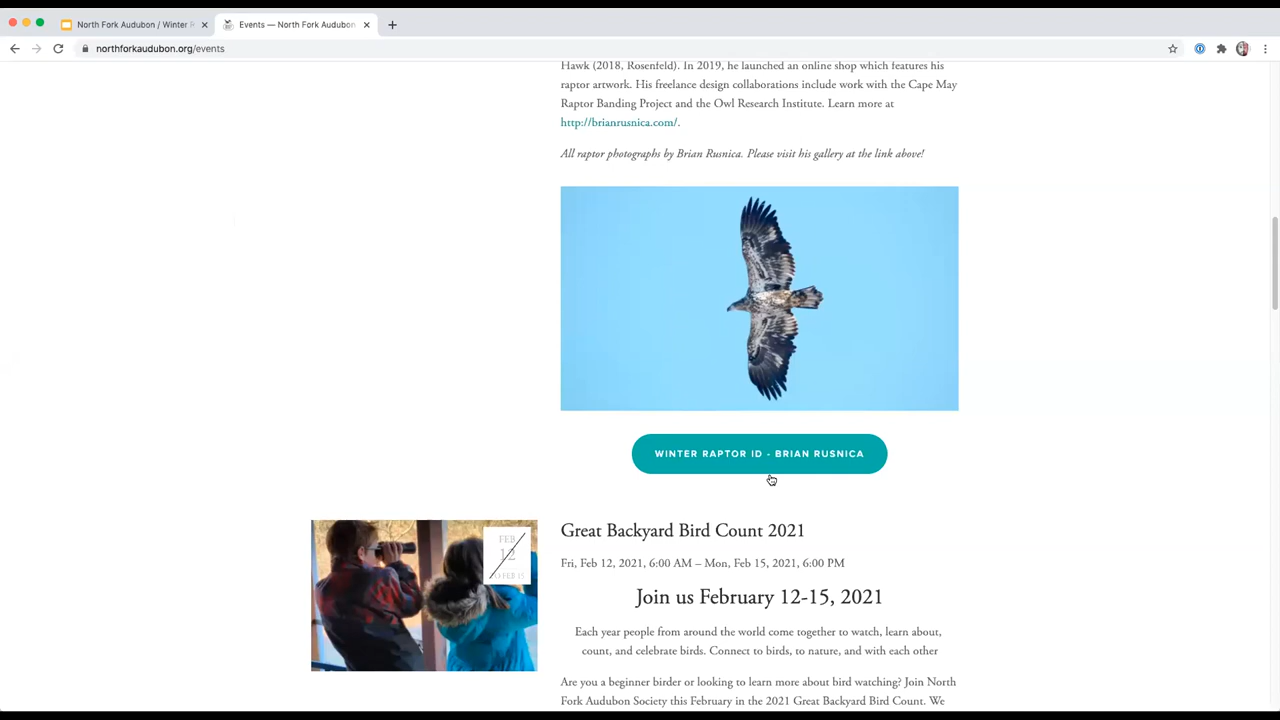 North Fork Audubon / Winter R
Events — North Fork Audubon
northforkaudubon.org/events
Hawk (2018, Rosenfeld). In 2019, he launched an online shop which features his
raptor artwork. His freelance design collaborations include work with the Cape May
Raptor Banding Project and the Owl Research Institute. Learn more at
http://brianrusnica.com/.
All raptor photographs by Brian Rusnica. Please visit his gallery at the link above!
WINTER RAPTOR ID - BRIAN RUSNICA
FEB
12
TO FEB 15
Great Backyard Bird Count 2021
Fri, Feb 12, 2021, 6:00 AM – Mon, Feb 15, 2021, 6:00 PM
Join us February 12-15, 2021
Each year people from around the world come together to watch, learn about,
count, and celebrate birds. Connect to birds, to nature, and with each other
Are you a beginner birder or looking to learn more about bird watching? Join North
Fork Audubon Society this February in the 2021 Great Backyard Bird Count. We